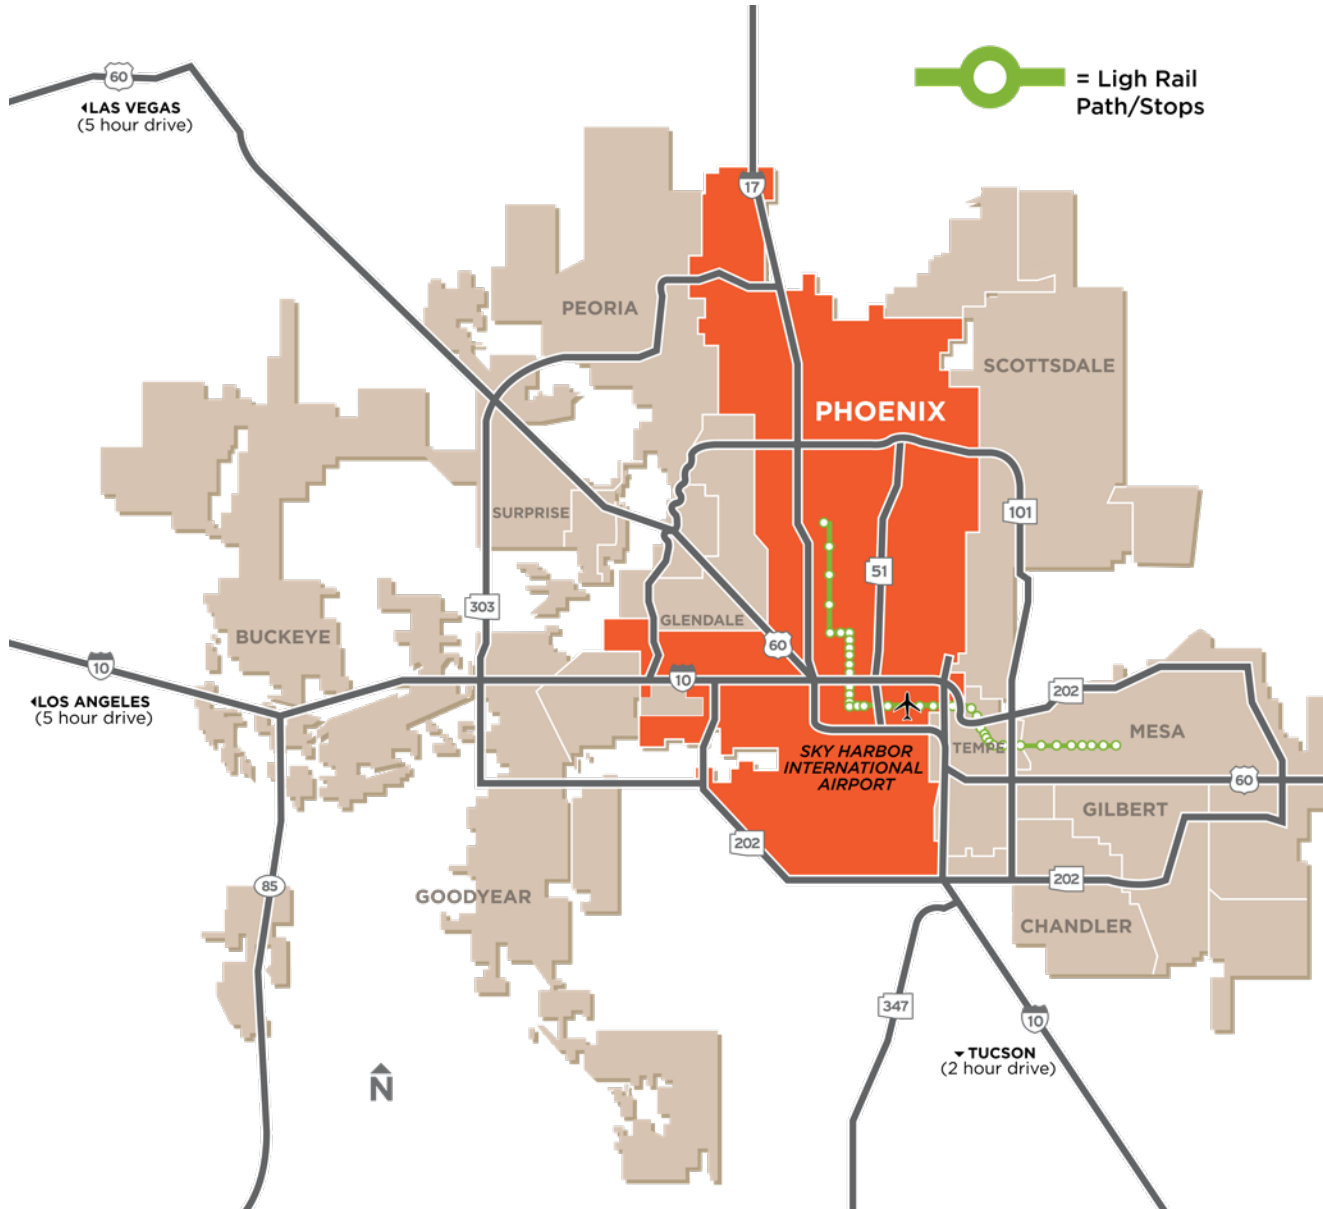 60
◂LAS VEGAS
(5 hour drive)
= Ligh Rail
Path/Stops
17
PEORIA
SCOTTSDALE
PHOENIX
SURPRISE
101
51
303
GLENDALE
BUCKEYE
60
10
10
202
◂LOS ANGELES
(5 hour drive)
MESA
TEMPE
SKY HARBOR
INTERNATIONAL
AIRPORT
60
GILBERT
202
202
85
GOODYEAR
CHANDLER
347
10
▾TUCSON
(2 hour drive)
N